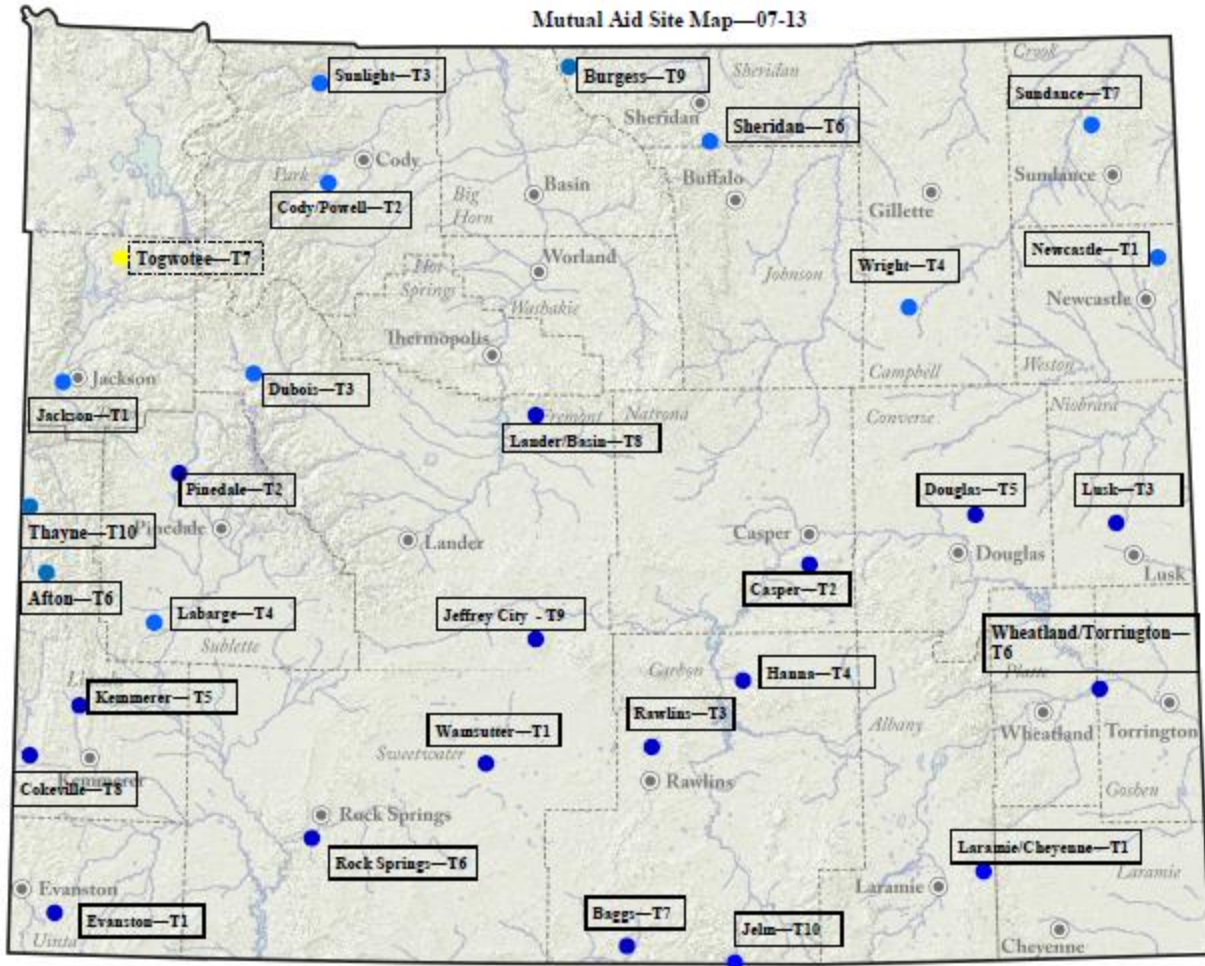 Mutual Aid Site Map—07-13
Crook
Sunlight—T3
Burgess—T9
Sheridan
Sundance—T7
Sheridan
Sheridan—T6
Cody
Park
Cody/Powell—T2
Big
Horn
Basin
Buffalo
Gillette
Sundance
Togwotee—T7
Hot
Springs
Worland
Washakie
Johnson
Wright—T4
Newcastle—T1
Newcastle
Thermopolis
Jackson
Jackson—T1
Dubois—T3
Campbell
Weston
Fremont
Natrona
Converse
Niobrara
Lander/Basin—T8
Pinedale—T2
Douglas—T5
Lusk—T3
Thayne—T10
Pinedale
Lander
Casper
Douglas
Lusk
Afton—T6
Casper—T2
Labarge—T4
Jeffrey City - T9
Sublette
Wheatland/Torrington—
T6
Carbon
Hanna—T4
Platte
Kemmerer—T5
Rawlins—T3
Wamsutter—T1
Albany
Wheatland
Torrington
Sweetwater
Kemmerer
Cokeville—T8
Rawlins
Goshen
Rock Springs
Rock Springs—T6
Laramie/Cheyenne—T1
Laramie
Laramie
Evanston
Evanston—T1
Uinta
Baggs—T7
Jelm—T10
Cheyenne